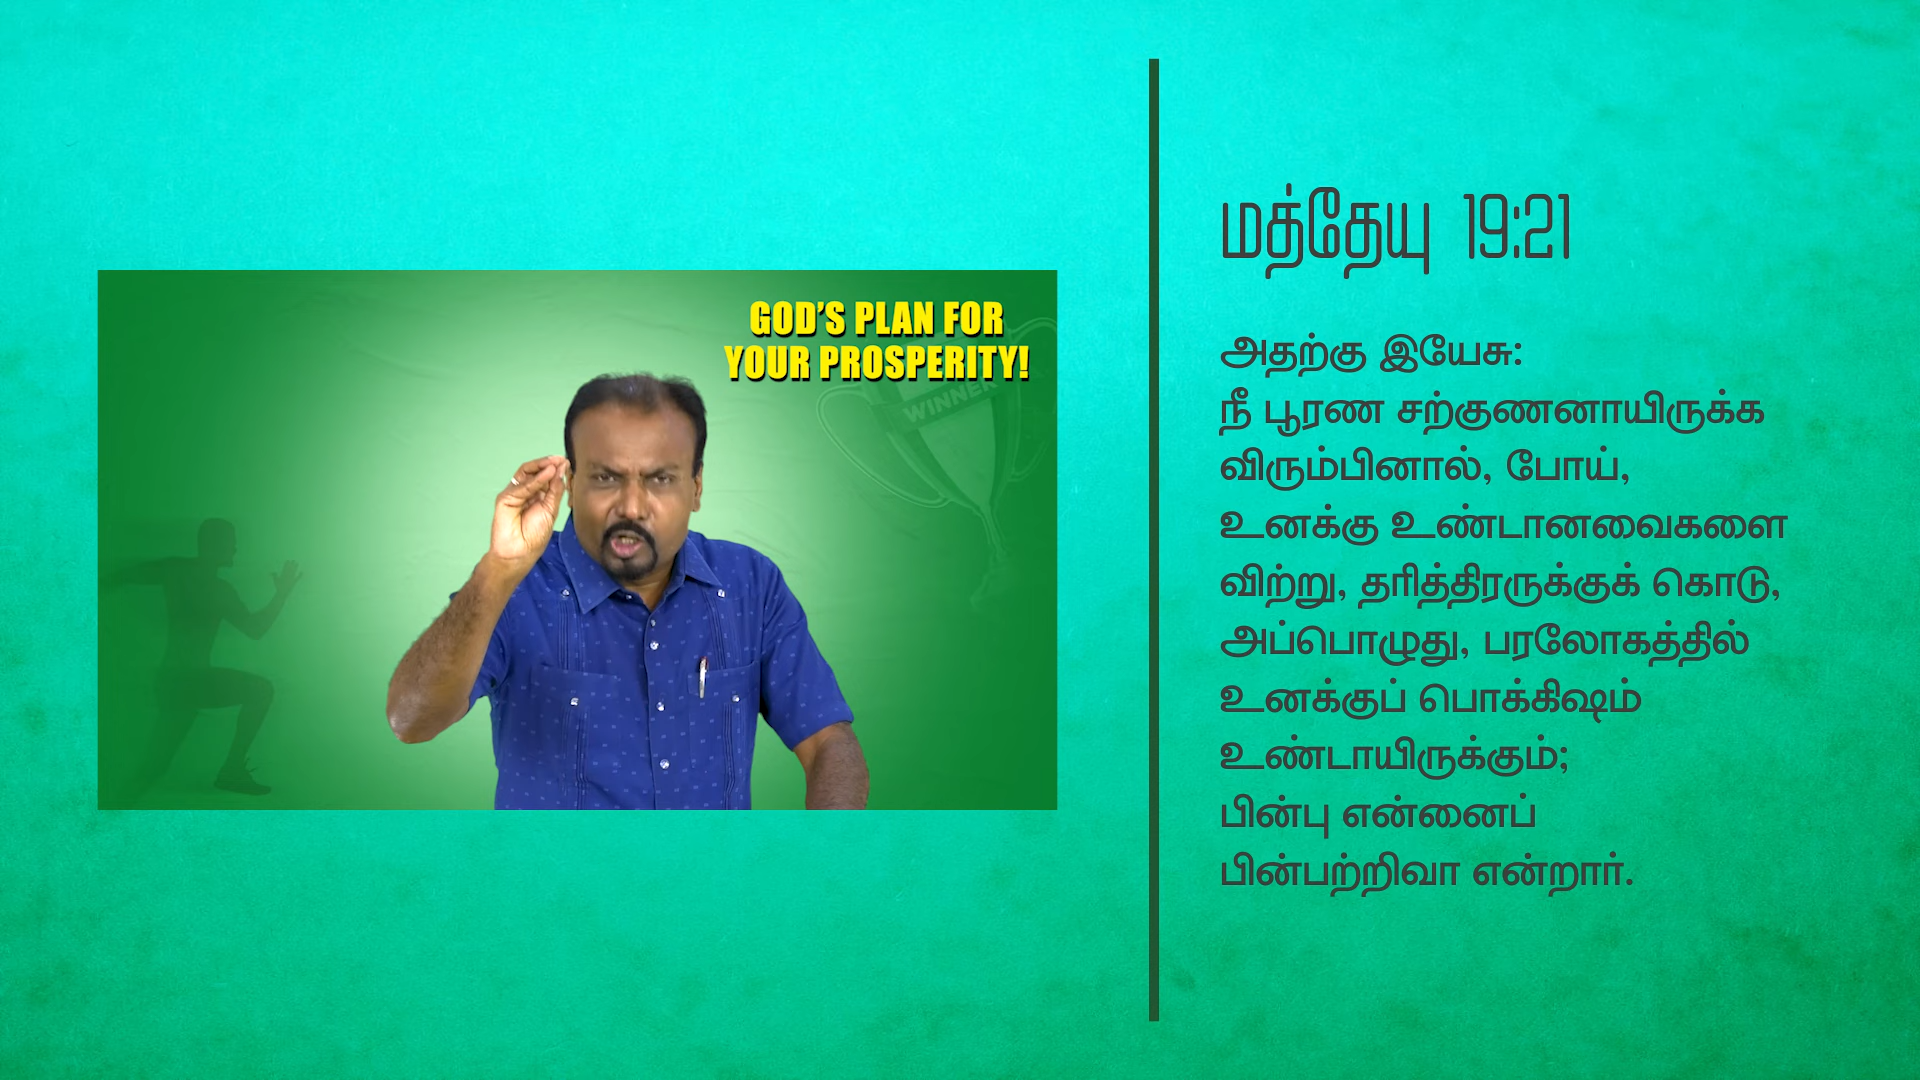 GOD'S PLAN FOR
YOUR PROSPERITY!
WINNER
மத்தேயு 19:21
அதற்கு இயேசு:
நீ பூரண சற்குணனாயிருக்க
விரும்பினால், போய்,
உனக்கு உண்டானவைகளை
விற்று, தரித்திரருக்குக் கொடு,
அப்பொழுது, பரலோகத்தில்
உனக்குப் பொக்கிஷம்
உண்டாயிருக்கும்;
பின்பு என்னைப்
பின்பற்றிவா என்றார்.